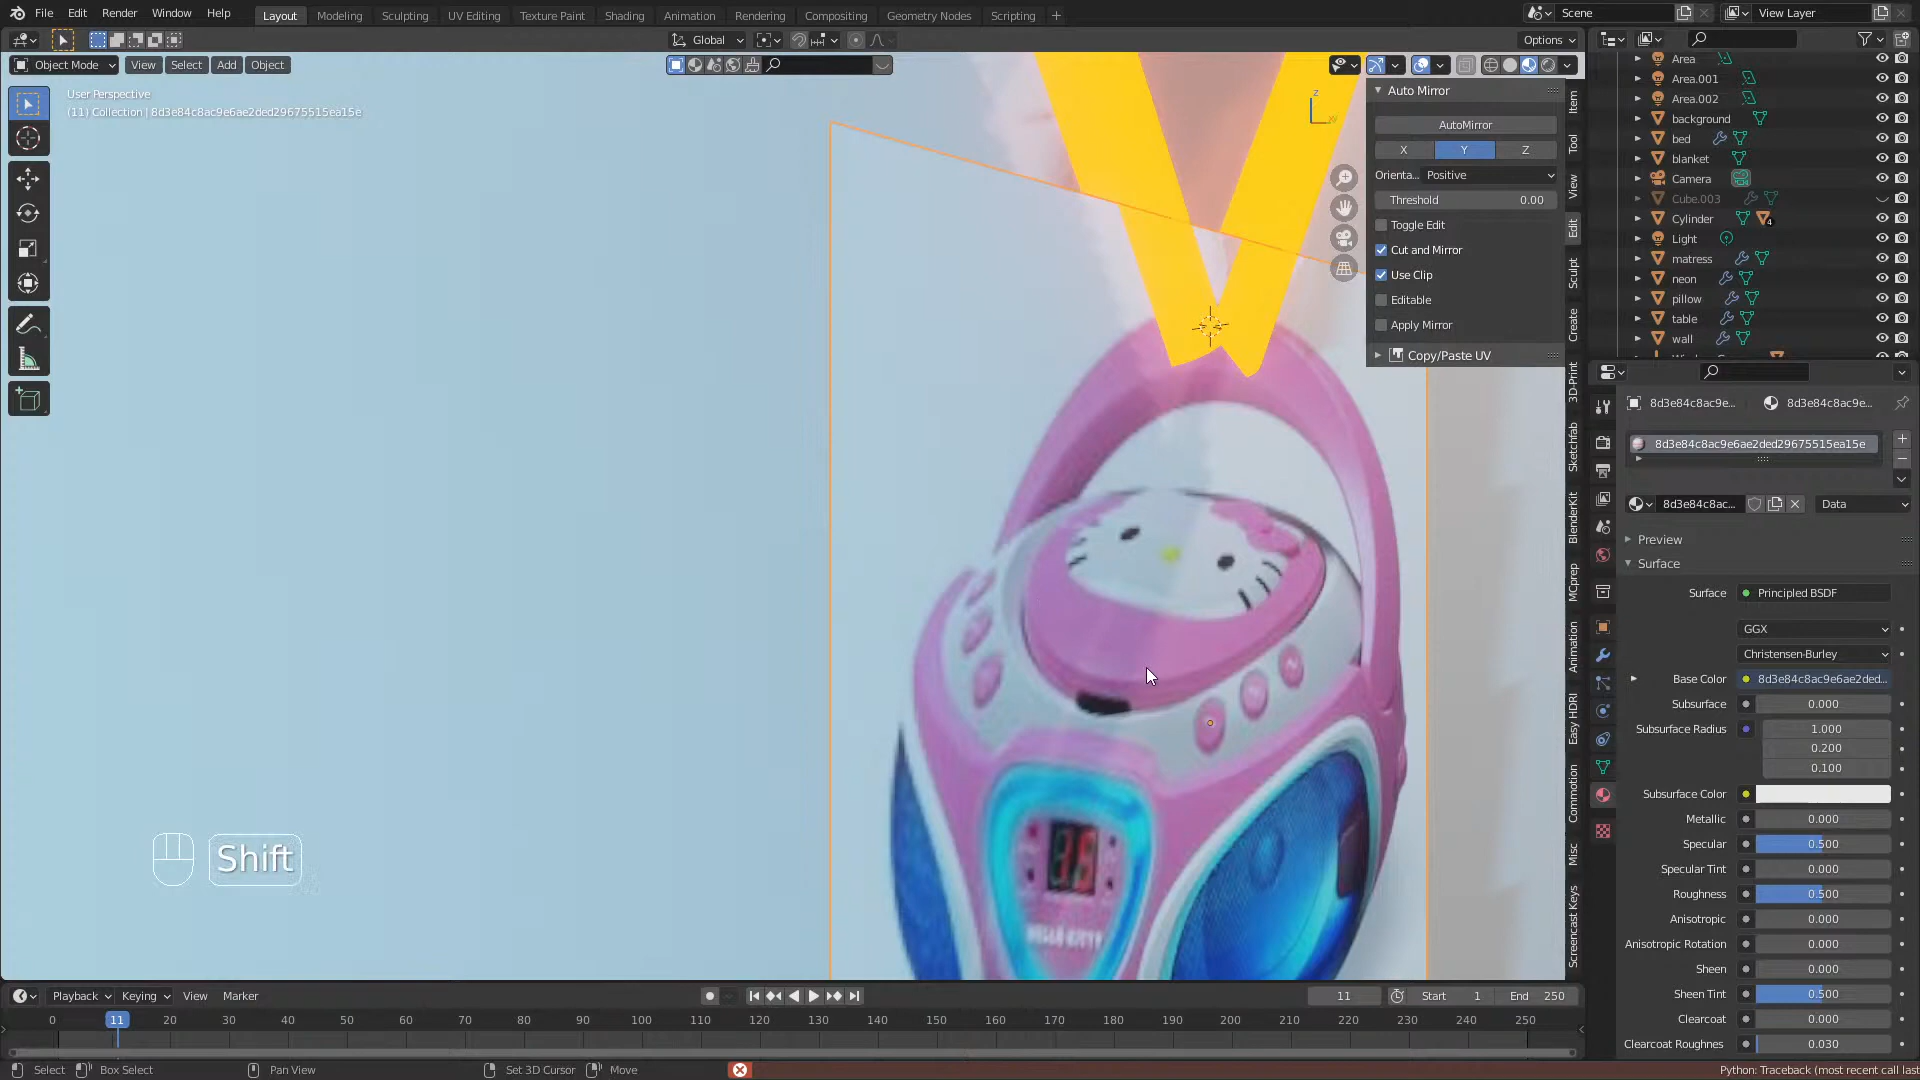 File Edit Render Window Help Layout Modeling Sculpting UV Editing Texture Paint Shading Animation Rendering Compositing Geometry Nodes Scripting + Scene View Layer
Global Options
Object Mode View Select Add Object
User Perspective
(11) Collection | 8d3e84c8ac9e6ae2ded29675515ea15e
Z
Auto Mirror
AutoMirror
X Y Z
Orienta... Positive
Threshold 0.00
Toggle Edit
Cut and Mirror
Use Clip
Editable
Apply Mirror
Copy/Paste UV
Item
Tool
View
Edit
Sculpt
Create
3D-Print
Sketchfab
BlenderKit
MCprep
Animation
Easy HDRI
Commotion
Misc
Screencast Keys
Area
Area.001
Area.002
background
bed
blanket
Camera
Cube.003
Cylinder 4
Light
matress
neon
pillow
table
wall
8d3e84c8ac9e... 8d3e84c8ac9e...
8d3e84c8ac9e6ae2ded29675515ea15e
8d3e84c8ac... Data
Preview
Surface
Surface Principled BSDF
GGX
Christensen-Burley
Base Color 8d3e84c8ac9e6ae2ded...
Subsurface 0.000
Subsurface Radius 1.000
0.200
0.100
Subsurface Color
Metallic 0.000
Specular 0.500
Specular Tint 0.000
Roughness 0.500
Anisotropic 0.000
Anisotropic Rotation 0.000
Sheen 0.000
Sheen Tint 0.500
Clearcoat 0.000
Clearcoat Roughnes 0.030
HELLO KITTY
Shift
Playback Keying View Marker 11 Start 1 End 250
0 11 20 30 40 50 60 70 80 90 100 110 120 130 140 150 160 170 180 190 200 210 220 230 240 250
Select Box Select Pan View Set 3D Cursor Move Python: Traceback (most recent call last